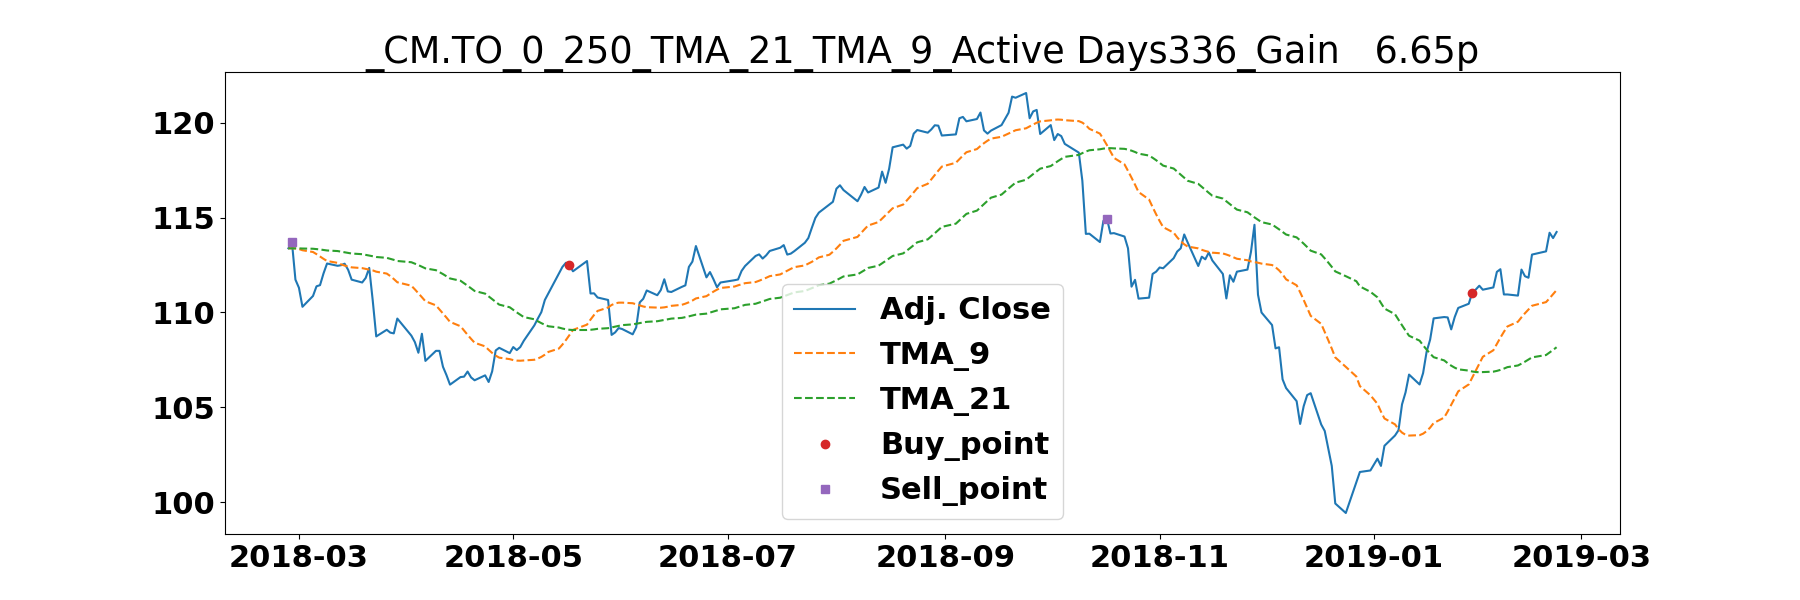 _CM.TO_0_250_TMA_21_TMA_9_Active Days336_Gain   6.65p
120
115
110
105
100
Adj. Close
TMA_9
TMA_21
Buy_point
Sell_point
2018-03 2018-05 2018-07 2018-09 2018-11 2019-01 2019-03